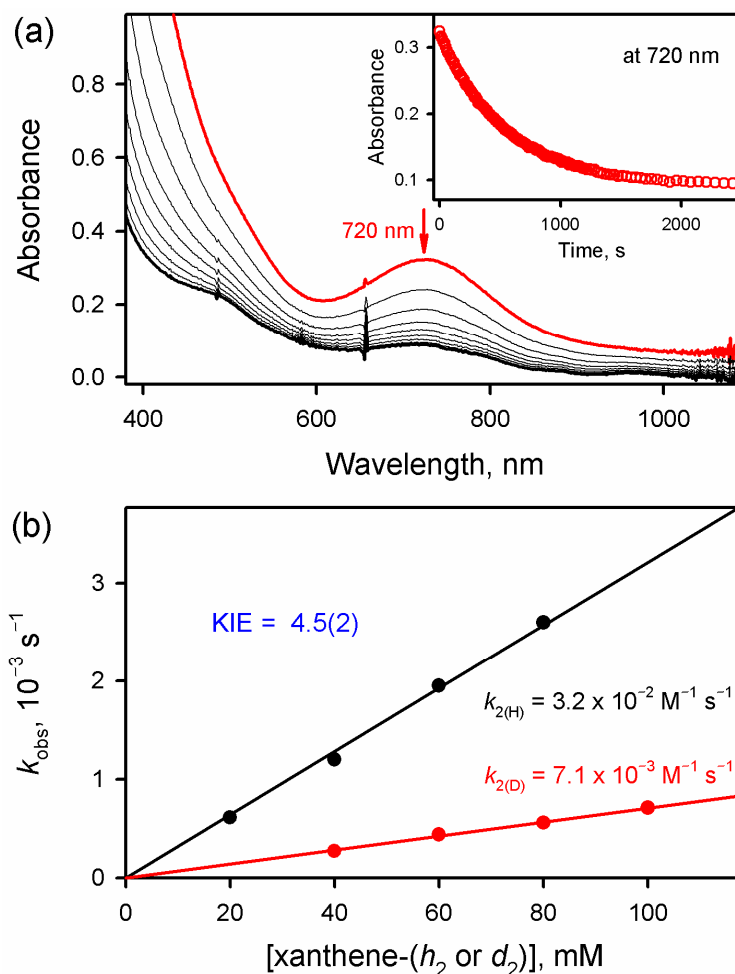 (a)
Absorbance
0.8
0.6
0.4
0.2
0.0
400
600
800
1000
Wavelength, nm
720 nm
Absorbance
0.3
0.2
0.1
0
1000
2000
Time, s
at 720 nm
(b)
k_obs, 10⁻³ s⁻¹
3
2
1
0
0
20
40
60
80
100
[xanthene-(h₂ or d₂)], mM
KIE = 4.5(2)
k₂₍H₎ = 3.2 x 10⁻² M⁻¹ s⁻¹
k₂₍D₎ = 7.1 x 10⁻³ M⁻¹ s⁻¹